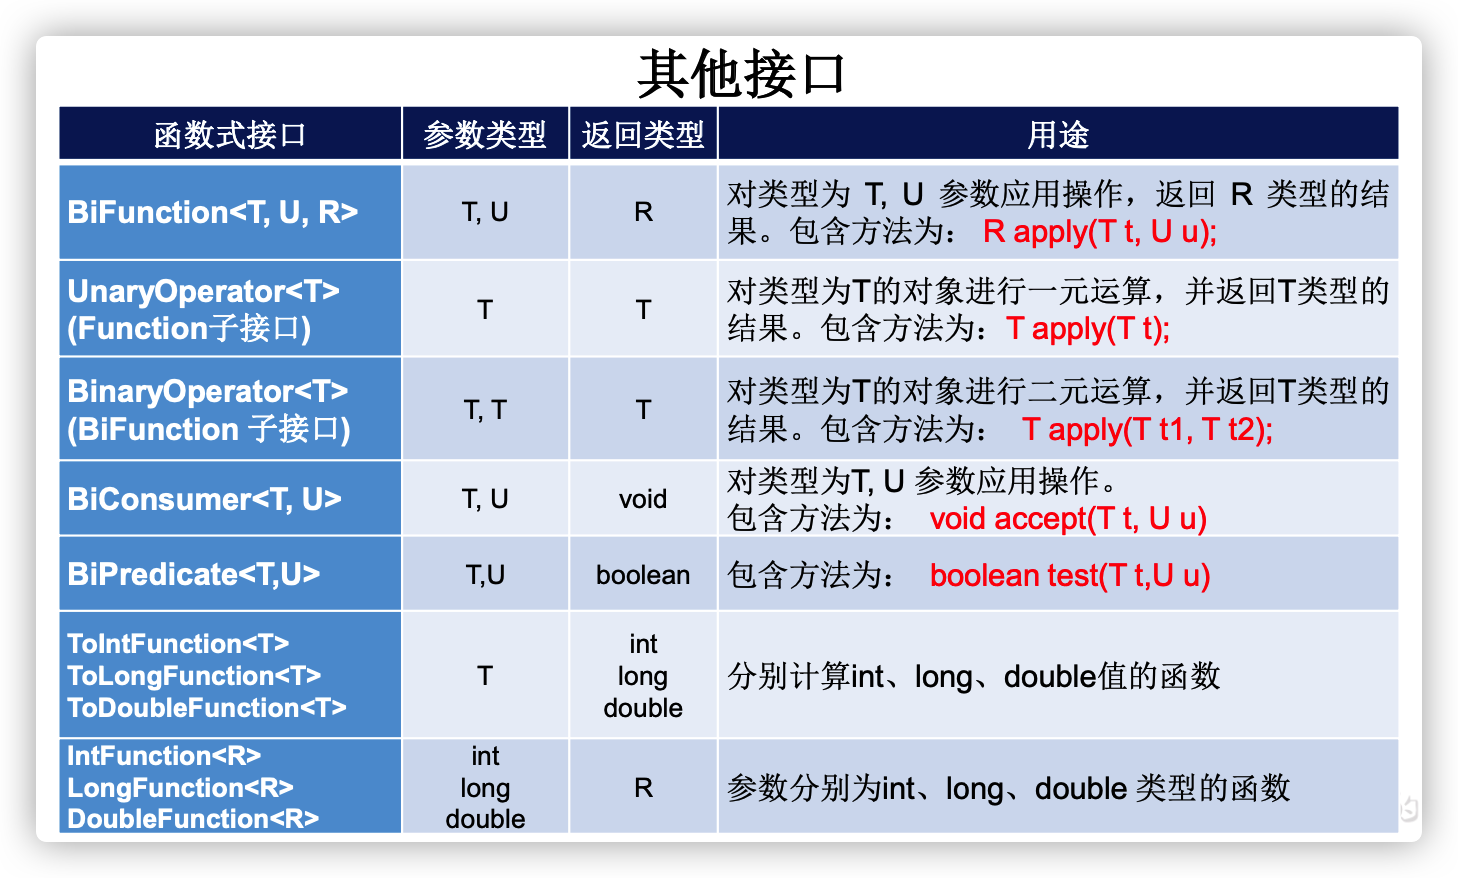 其他接口
函数式接口 参数类型 返回类型 用途
BiFunction<T, U, R> T, U R 对类型为 T, U 参数应用操作，返回 R 类型的结
果。包含方法为： R apply(T t, U u);
UnaryOperator<T>
(Function子接口) T T 对类型为T的对象进行一元运算，并返回T类型的
结果。包含方法为：T apply(T t);
BinaryOperator<T>
(BiFunction 子接口) T, T T 对类型为T的对象进行二元运算，并返回T类型的
结果。包含方法为： T apply(T t1, T t2);
BiConsumer<T, U> T, U void 对类型为T, U 参数应用操作。
包含方法为： void accept(T t, U u)
BiPredicate<T,U> T,U boolean 包含方法为： boolean test(T t,U u)
ToIntFunction<T>
ToLongFunction<T>
ToDoubleFunction<T>
T
int
long
double
分别计算int、long、double值的函数
IntFunction<R>
LongFunction<R>
DoubleFunction<R>
int
long
double
R
参数分别为int、long、double 类型的函数
的